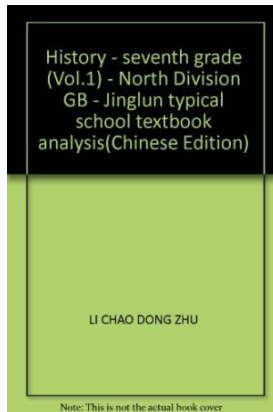 History - seventh grade
(Vol.1) - North Division
GB - Jinglun typical
school textbook
analysis(Chinese Edition)
LI CHAO DONG ZHU
Note: This is not the actual book cover